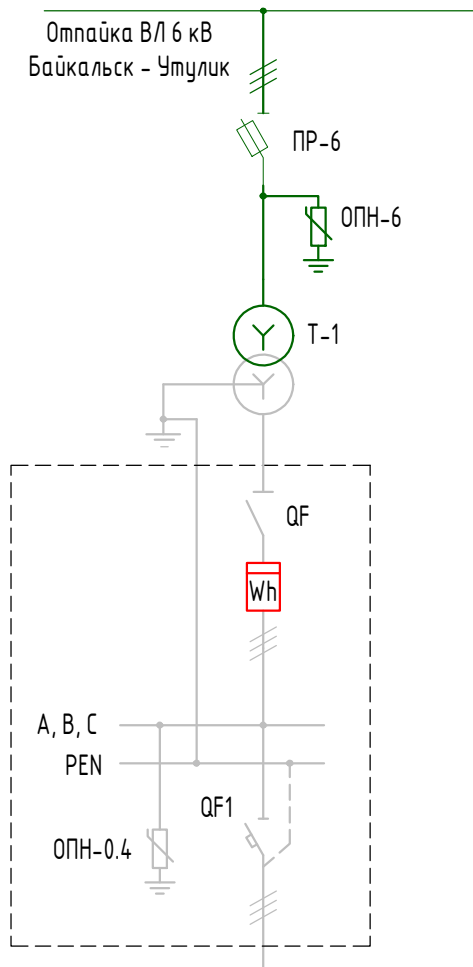 Отпайка ВЛ 6 кВ
Байкальск - Утулик
ПР-6
ОПН-6
Т-1
QF
Wh
А, В, С
PEN
QF1
ОПН-0.4